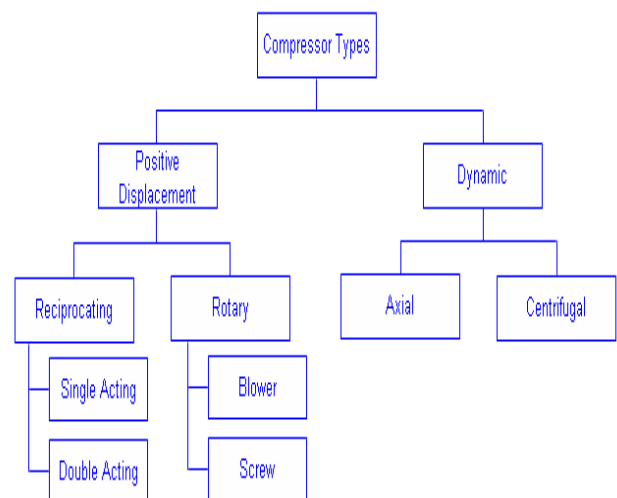 Compressor Types
Positive
Displacement
Dynamic
Reciprocating
Rotary
Axial
Centrifugal
Single Acting
Blower
Double Acting
Screw